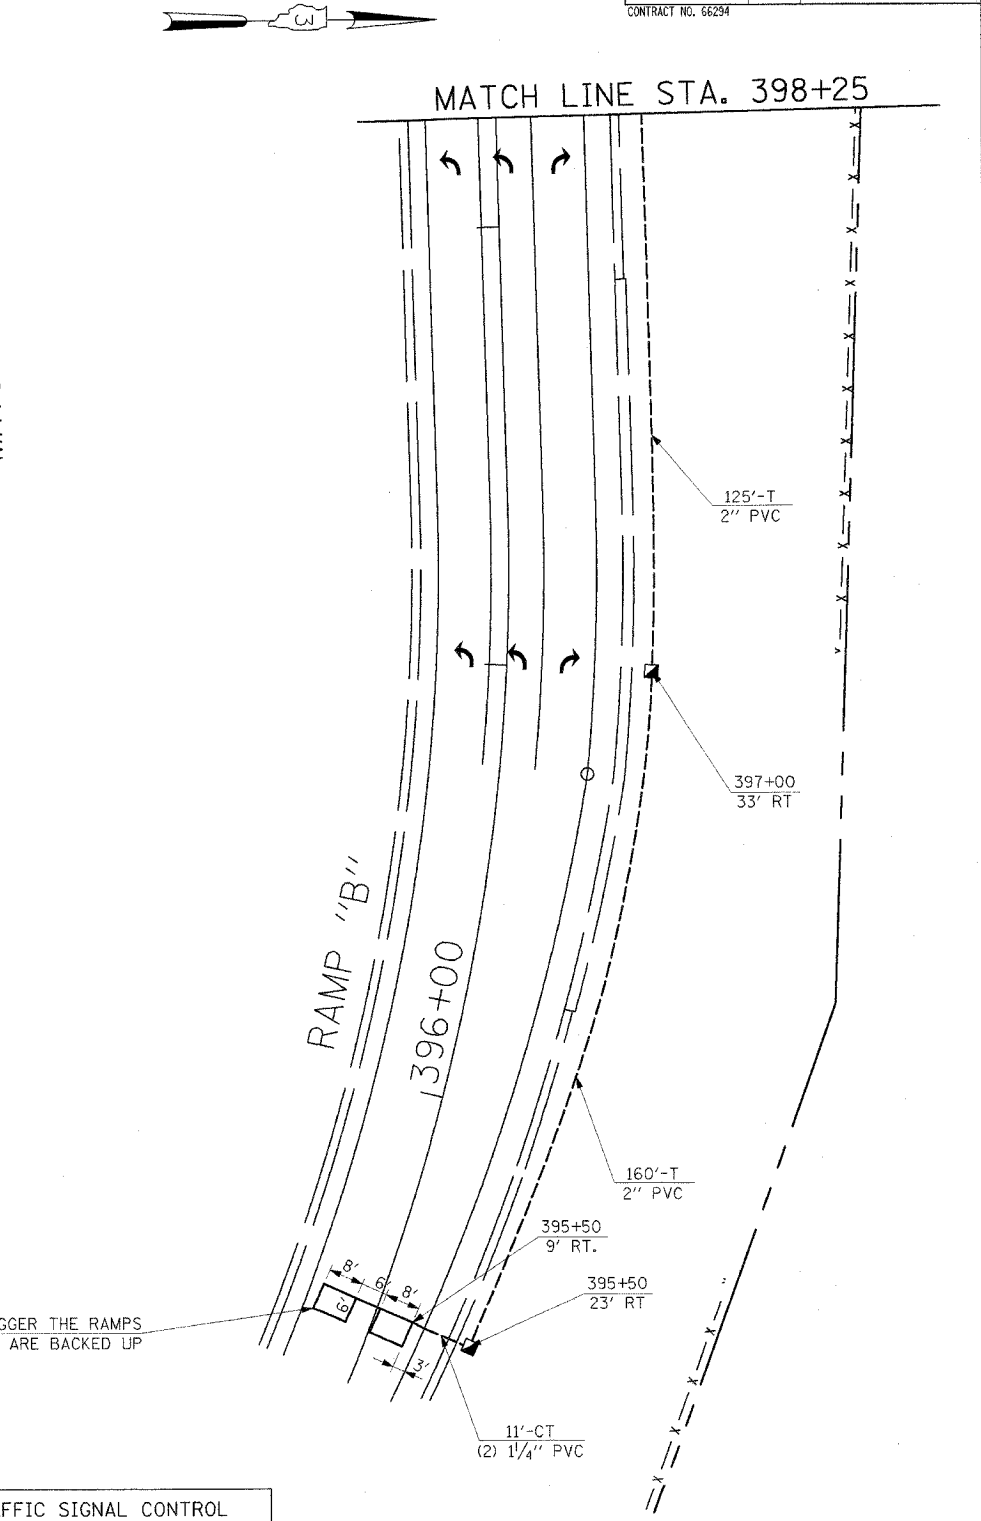 CONTRACT NO. 66294
MATCH LINE STA. 398+25
125'-T
2" PVC
397+00
33' RT
RAMP "B"
396+00
160'-T
2" PVC
395+50
9' RT.
395+50
23' RT
8'
6'
8'
6'
3'
GGER THE RAMPS
ARE BACKED UP
11'-CT
(2) 1 1/4" PVC
FFIC SIGNAL CONTROL